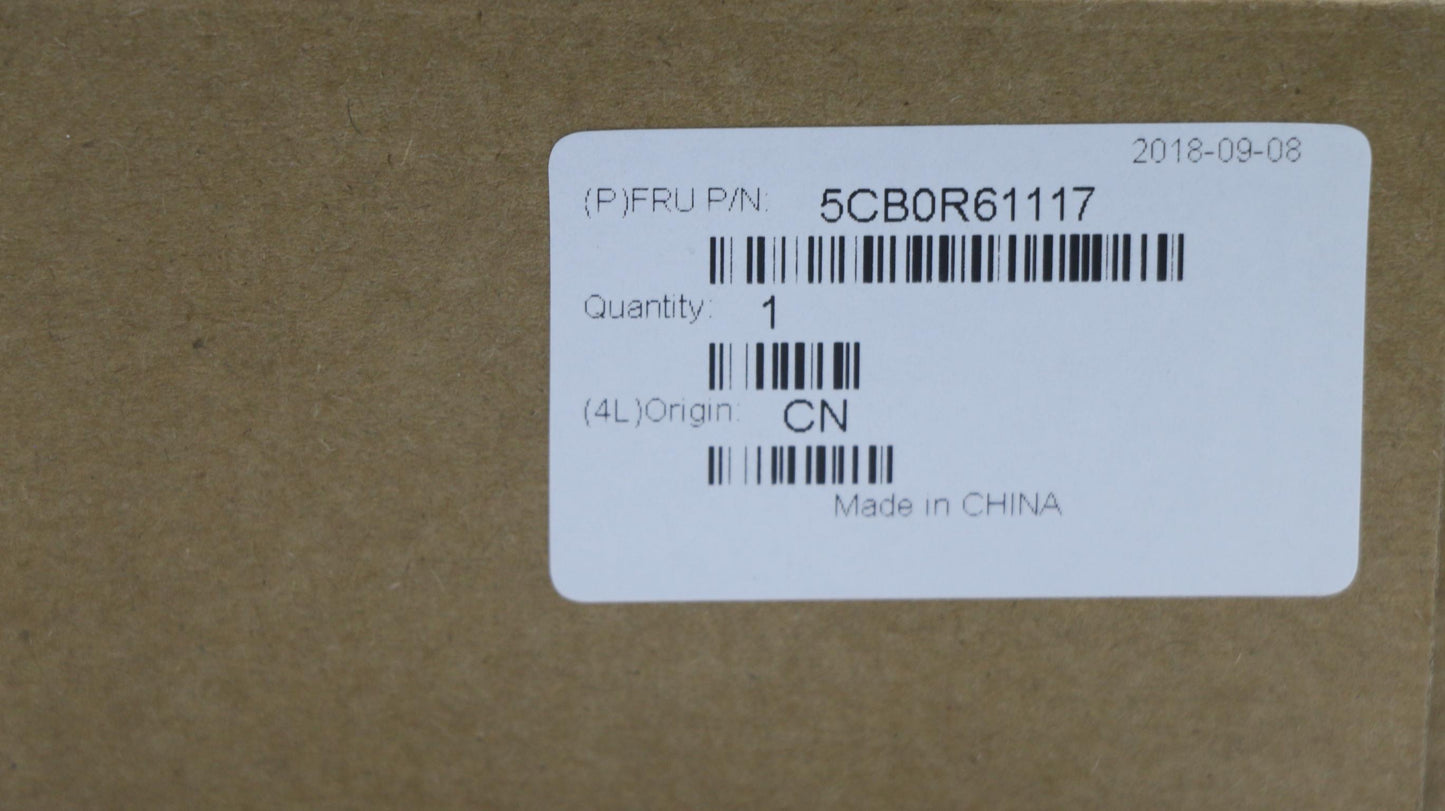 2018-09-08
(P)FRU P/N: 5CB0R61117
Quantity: 1
(4L)Origin: CN
Made in CHINA